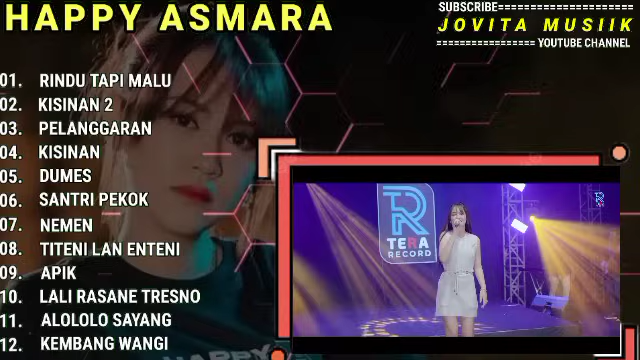 HAPPY ASMARA
SUBSCRIBE====================
JOVITA MUSIIK
================ YOUTUBE CHANNEL
01. RINDU TAPI MALU
02. KISINAN 2
03. PELANGGARAN
04. KISINAN
05. DUMES
06. SANTRI PEKOK
07. NEMEN
08. TITENI LAN ENTENI
09. APIK
10. LALI RASANE TRESNO
11. ALOLOLO SAYANG
12. KEMBANG WANGI
TERA
RECORD
HAPPY